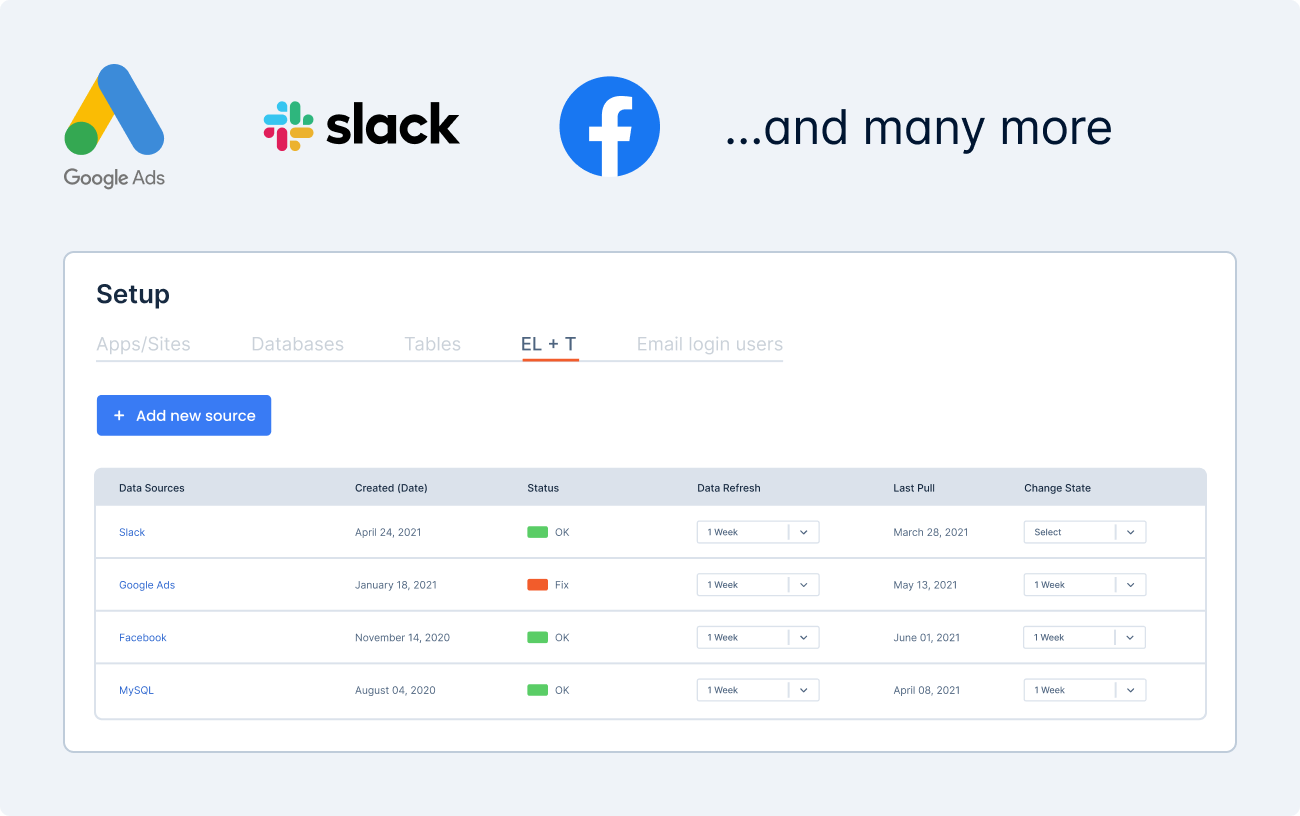 Google Ads
slack
...and many more
Setup
Apps/Sites Databases Tables EL + T Email login users
+ Add new source
Data Sources Created (Date) Status Data Refresh Last Pull Change State
Slack April 24, 2021 OK 1 Week March 28, 2021 Select
Google Ads January 18, 2021 Fix 1 Week May 13, 2021 1 Week
Facebook November 14, 2020 OK 1 Week June 01, 2021 1 Week
MySQL August 04, 2020 OK 1 Week April 08, 2021 1 Week